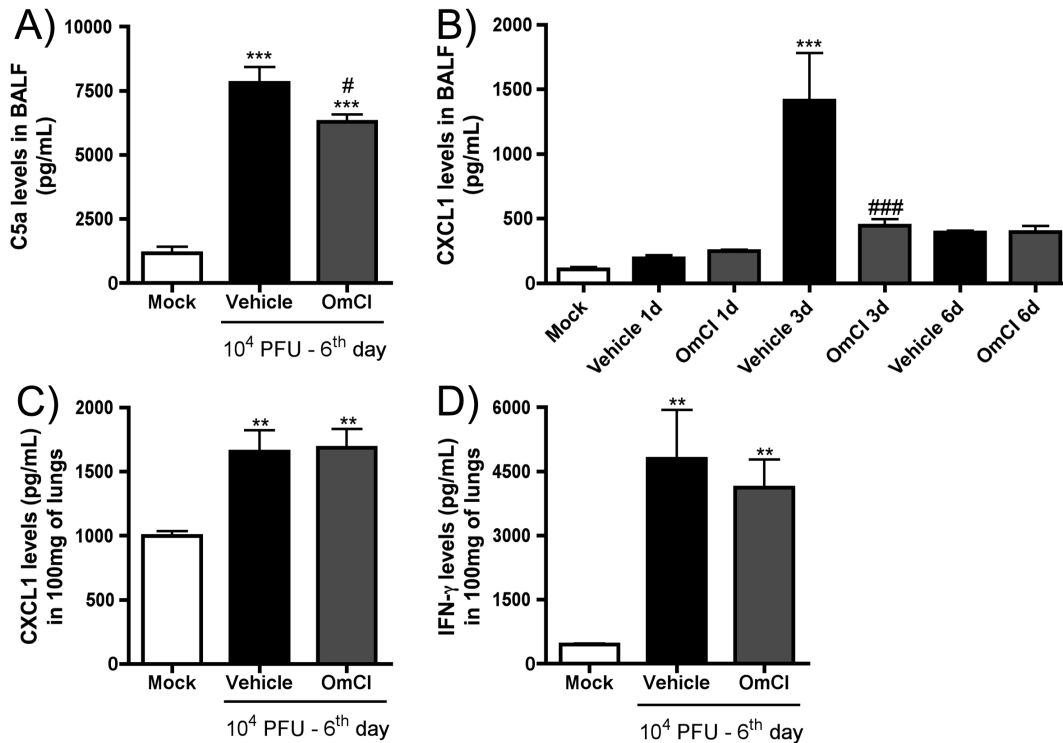 A)
C5a levels in BALF
(pg/mL)
10000
7500
5000
2500
0
***
#
***
Mock
Vehicle
OmCI
10⁴ PFU - 6ᵗʰ day
B)
CXCL1 levels in BALF
(pg/mL)
2000
1500
1000
500
0
***
###
Mock
Vehicle 1d
OmCI 1d
Vehicle 3d
OmCI 3d
Vehicle 6d
OmCI 6d
C)
CXCL1 levels (pg/mL)
in 100mg of lungs
2000
1500
1000
500
0
**
**
Mock
Vehicle
OmCI
10⁴ PFU - 6ᵗʰ day
D)
IFN-γ levels (pg/mL)
in 100mg of lungs
6000
4500
3000
1500
0
**
**
Mock
Vehicle
OmCI
10⁴ PFU - 6ᵗʰ day